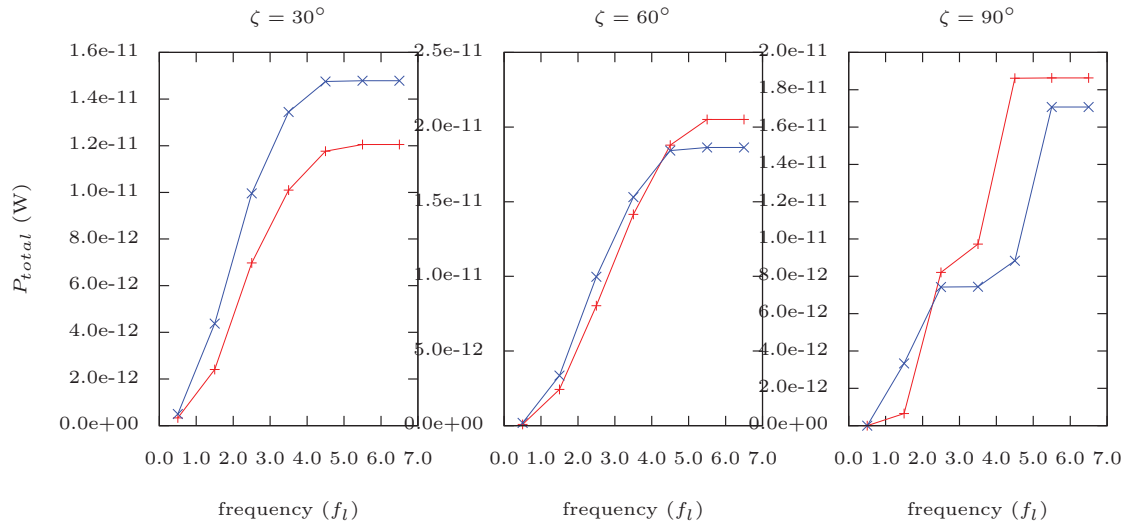 ζ = 30°
ζ = 60°
ζ = 90°
P_total (W)
1.6e-11
1.4e-11
1.2e-11
1.0e-11
8.0e-12
6.0e-12
4.0e-12
2.0e-12
0.0e+00
0.0 1.0 2.0 3.0 4.0 5.0 6.0 7.0
frequency (f_l)
2.5e-11
2.0e-11
1.5e-11
1.0e-11
5.0e-12
0.0e+00
0.0 1.0 2.0 3.0 4.0 5.0 6.0 7.0
frequency (f_l)
2.0e-11
1.8e-11
1.6e-11
1.4e-11
1.2e-11
1.0e-11
8.0e-12
6.0e-12
4.0e-12
2.0e-12
0.0e+00
0.0 1.0 2.0 3.0 4.0 5.0 6.0 7.0
frequency (f_l)